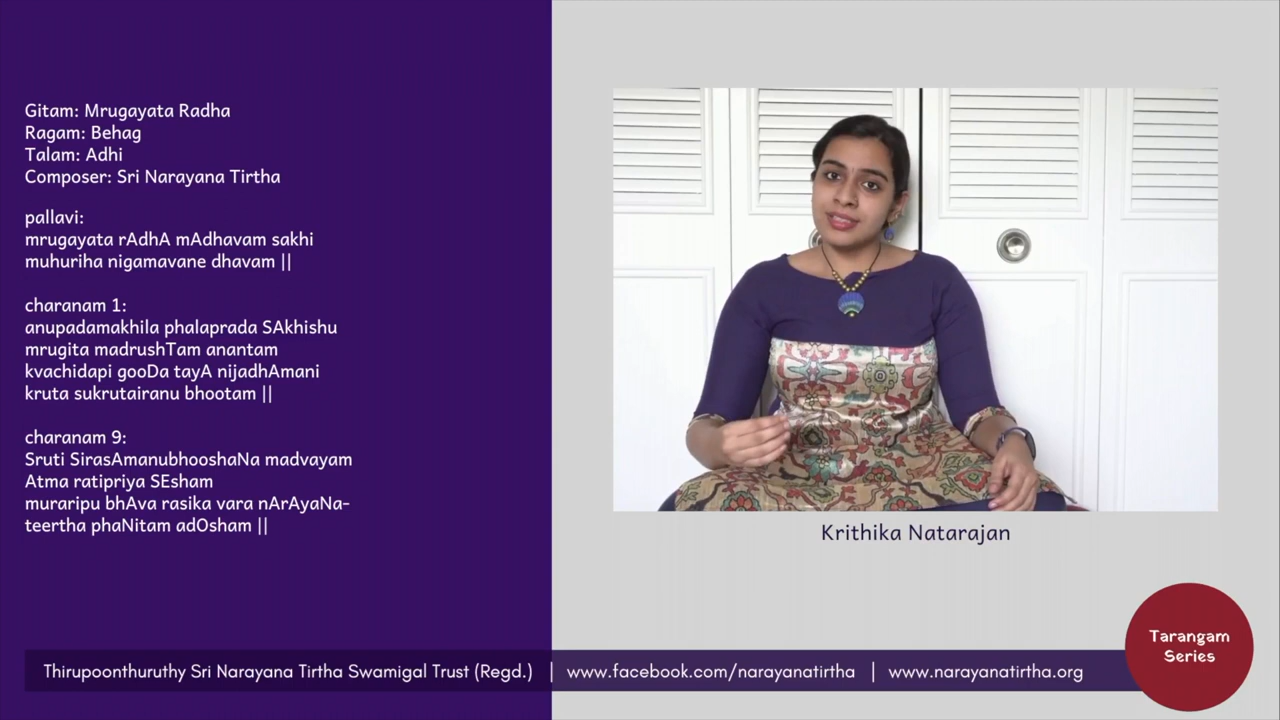 Gitam: Mrugayata Radha
Ragam: Behag
Talam: Adhi
Composer: Sri Narayana Tirtha
pallavi:
mrugayata rAdhA mAdhavam sakhi
muhuriha nigamavane dhavam ||
charanam 1:
anupadamakhila phalaprada SAkhishu
mrugita madrushTam anantam
kvachidapi gooDa tayA nijadhAmani
kruta sukrutairanu bhootam ||
charanam 9:
Sruti SirasAmanubhooshaNa madvayam
Atma ratipriya SEsham
muraripu bhAva rasika vara nArAyaNa-
teertha phaNitam adOsham ||
Krithika Natarajan
Tarangam
Series
Thirupoonthuruthy Sri Narayana Tirtha Swamigal Trust (Regd.) | www.facebook.com/narayanatirtha | www.narayanatirtha.org